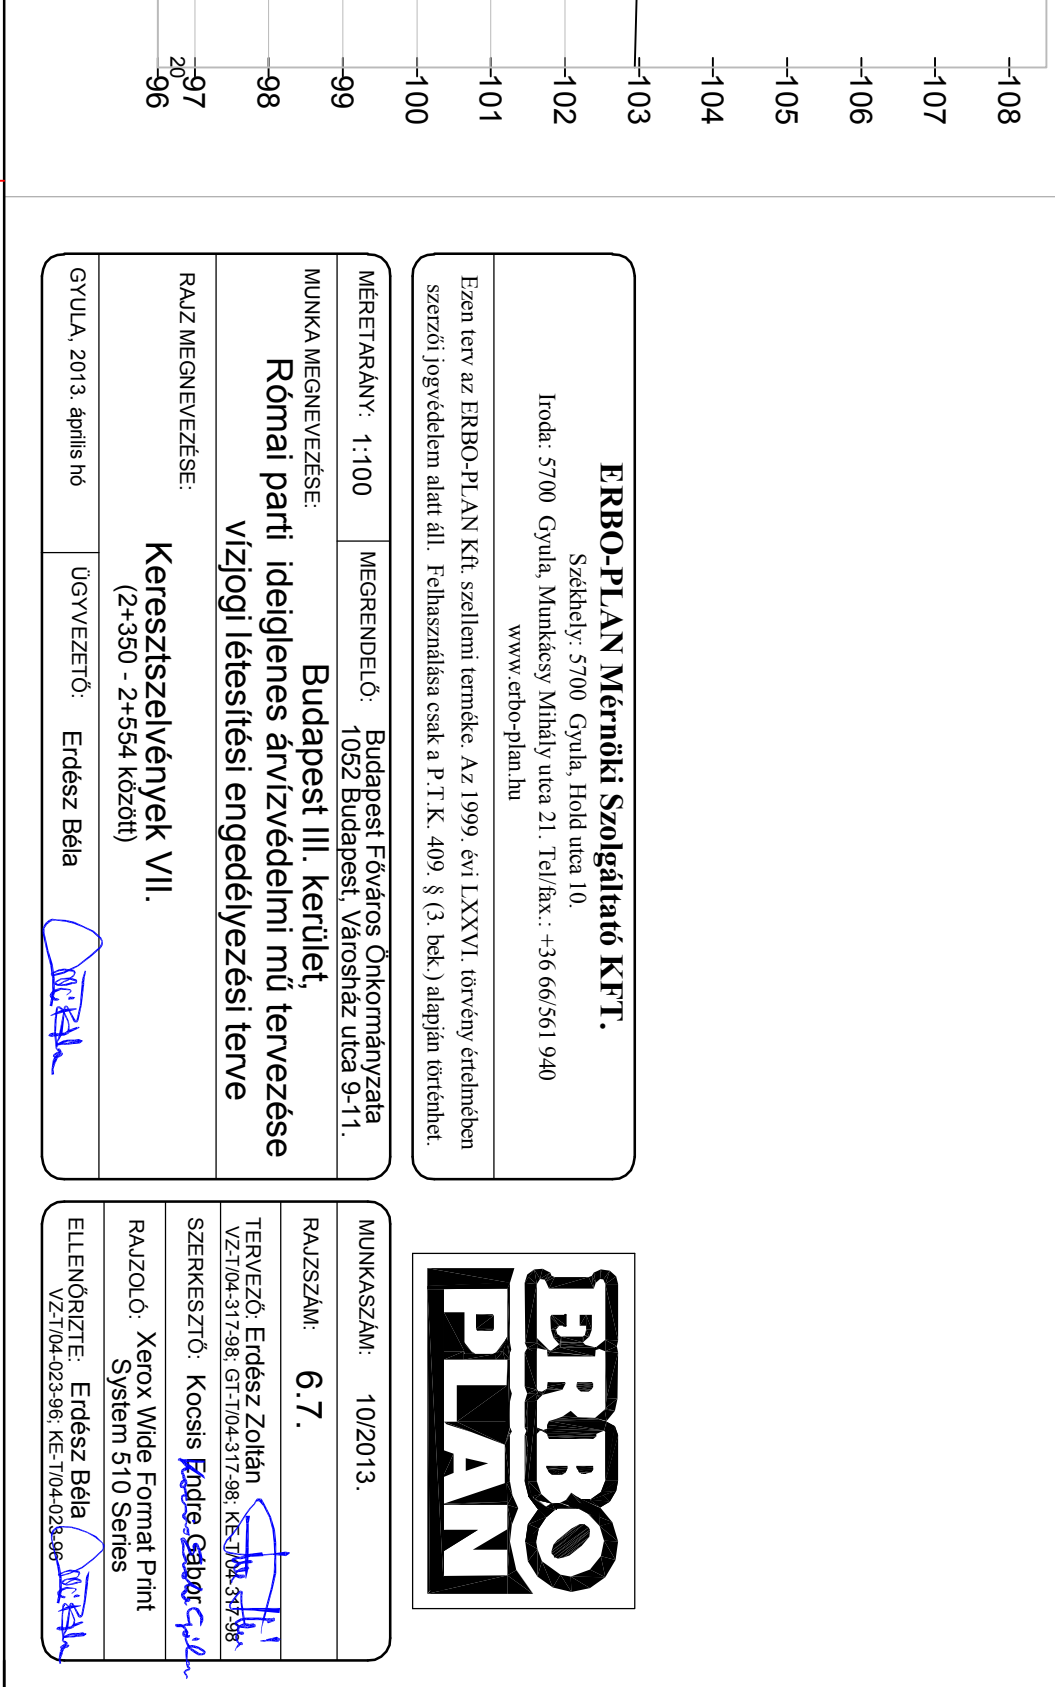 108
107
106
105
104
103
102
101
100
99
98
97
96
20
ERBO-PLAN Mérnöki Szolgáltató KFT.
Székhely: 5700 Gyula, Hold utca 10.
Iroda: 5700 Gyula, Munkácsy Mihály utca 21. Tel/fax.: +36 66/561 940
www.erbo-plan.hu
Ezen terv az ERBO-PLAN Kft. szellemi terméke. Az 1999. évi LXXVI. törvény értelmében
szerzői jogvédelem alatt áll. Felhasználása csak a P.T.K. 409. § (3. bek.) alapján történhet.
ERBO
PLAN
MÉRETARÁNY: 1:100
MEGRENDELŐ: Budapest Főváros Önkormányzata
1052 Budapest, Városház utca 9-11.
MUNKA MEGNEVEZÉSE:
Budapest III. kerület,
Római parti ideiglenes árvízvédelmi mű tervezése
vízjogi létesítési engedélyezési terve
RAJZ MEGNEVEZÉSE:
Keresztszelvények VII.
(2+350 - 2+554 között)
GYULA, 2013. április hó
ÜGYVEZETŐ: Erdész Béla
MUNKASZÁM: 10/2013.
RAJZSZÁM: 6.7.
TERVEZŐ: Erdész Zoltán
VZ-T/04-317-98; GT-T/04-317-98; KE-T/04-317-98
SZERKESZTŐ: Kocsis Endre Gábor
RAJZOLÓ: Xerox Wide Format Print
System 510 Series
ELLENŐRIZTE: Erdész Béla
VZ-T/04-023-96; KE-T/04-023-96